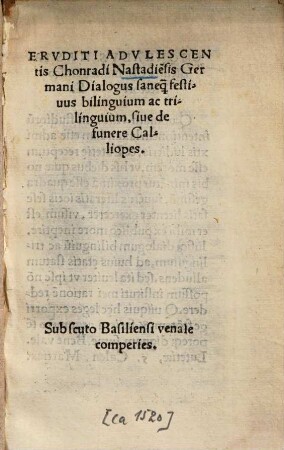 ERVDITI ADVLESCEN
tis Chonradi Nastadiẽsis Ger
mani Dialogus saneq̃ festi-
uus bilinguium ac tri-
linguium, siue de
funere Cal-
liopes.
Sub scuto Basiliensi venale
comperies.
[ca 1520]